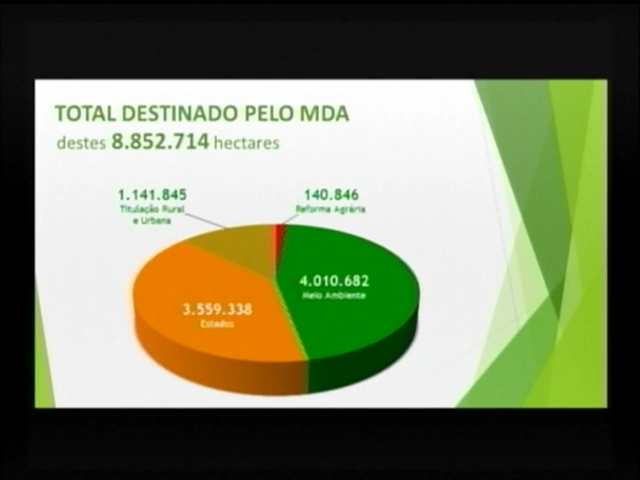 TOTAL DESTINADO PELO MDA
destes 8.852.714 hectares
1.141.845
Titulação Rural
e Urbana
140.846
Reforma Agrária
4.010.682
Meio Ambiente
3.559.338
Estados